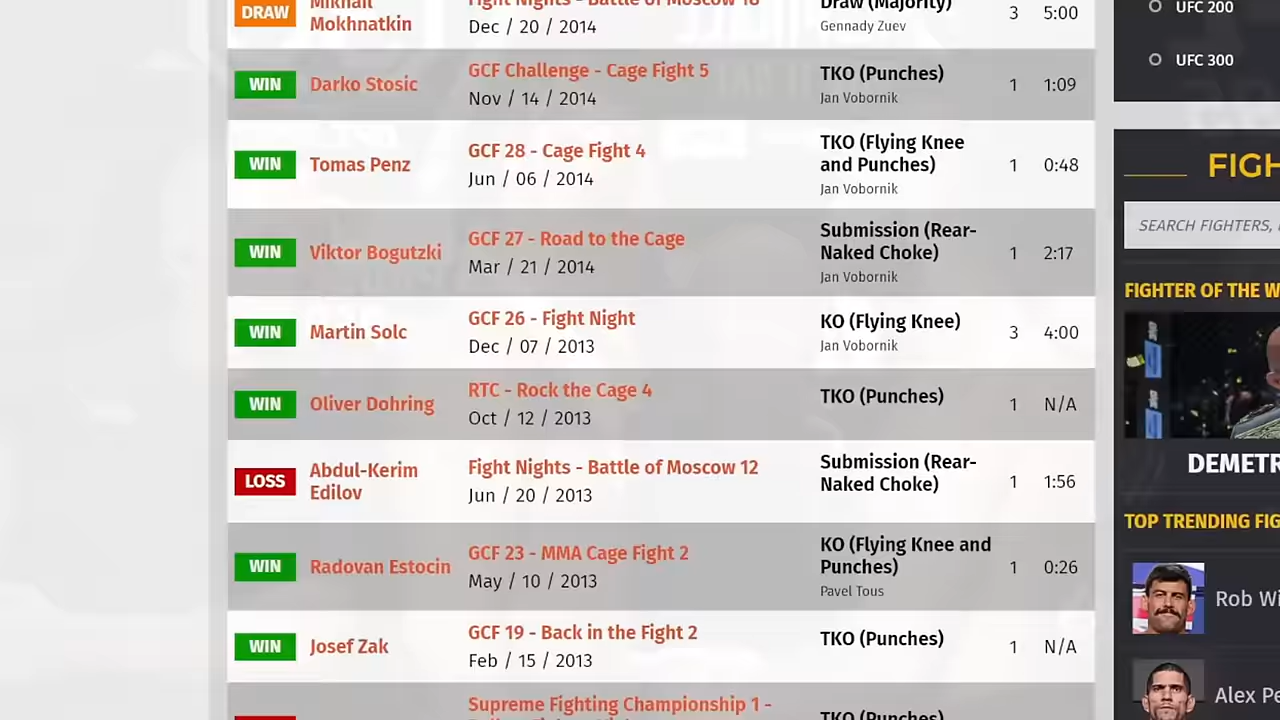 DRAW
Mikhail
Mokhnatkin
Fight Nights - Battle of Moscow 18
Dec / 20 / 2014
Draw (Majority)
Gennady Zuev
3
5:00
WIN
Darko Stosic
GCF Challenge - Cage Fight 5
Nov / 14 / 2014
TKO (Punches)
Jan Vobornik
1
1:09
WIN
Tomas Penz
GCF 28 - Cage Fight 4
Jun / 06 / 2014
TKO (Flying Knee
and Punches)
Jan Vobornik
1
0:48
WIN
Viktor Bogutzki
GCF 27 - Road to the Cage
Mar / 21 / 2014
Submission (Rear-
Naked Choke)
Jan Vobornik
1
2:17
WIN
Martin Solc
GCF 26 - Fight Night
Dec / 07 / 2013
KO (Flying Knee)
Jan Vobornik
3
4:00
WIN
Oliver Dohring
RTC - Rock the Cage 4
Oct / 12 / 2013
TKO (Punches)
1
N/A
LOSS
Abdul-Kerim
Edilov
Fight Nights - Battle of Moscow 12
Jun / 20 / 2013
Submission (Rear-
Naked Choke)
1
1:56
WIN
Radovan Estocin
GCF 23 - MMA Cage Fight 2
May / 10 / 2013
KO (Flying Knee and
Punches)
Pavel Tous
1
0:26
WIN
Josef Zak
GCF 19 - Back in the Fight 2
Feb / 15 / 2013
TKO (Punches)
1
N/A
Supreme Fighting Championship 1 -
TKO (Punches)
UFC 200
UFC 300
FIGH
SEARCH FIGHTERS,
FIGHTER OF THE W
DEMETR
TOP TRENDING FIG
Rob Wi
Alex Pe